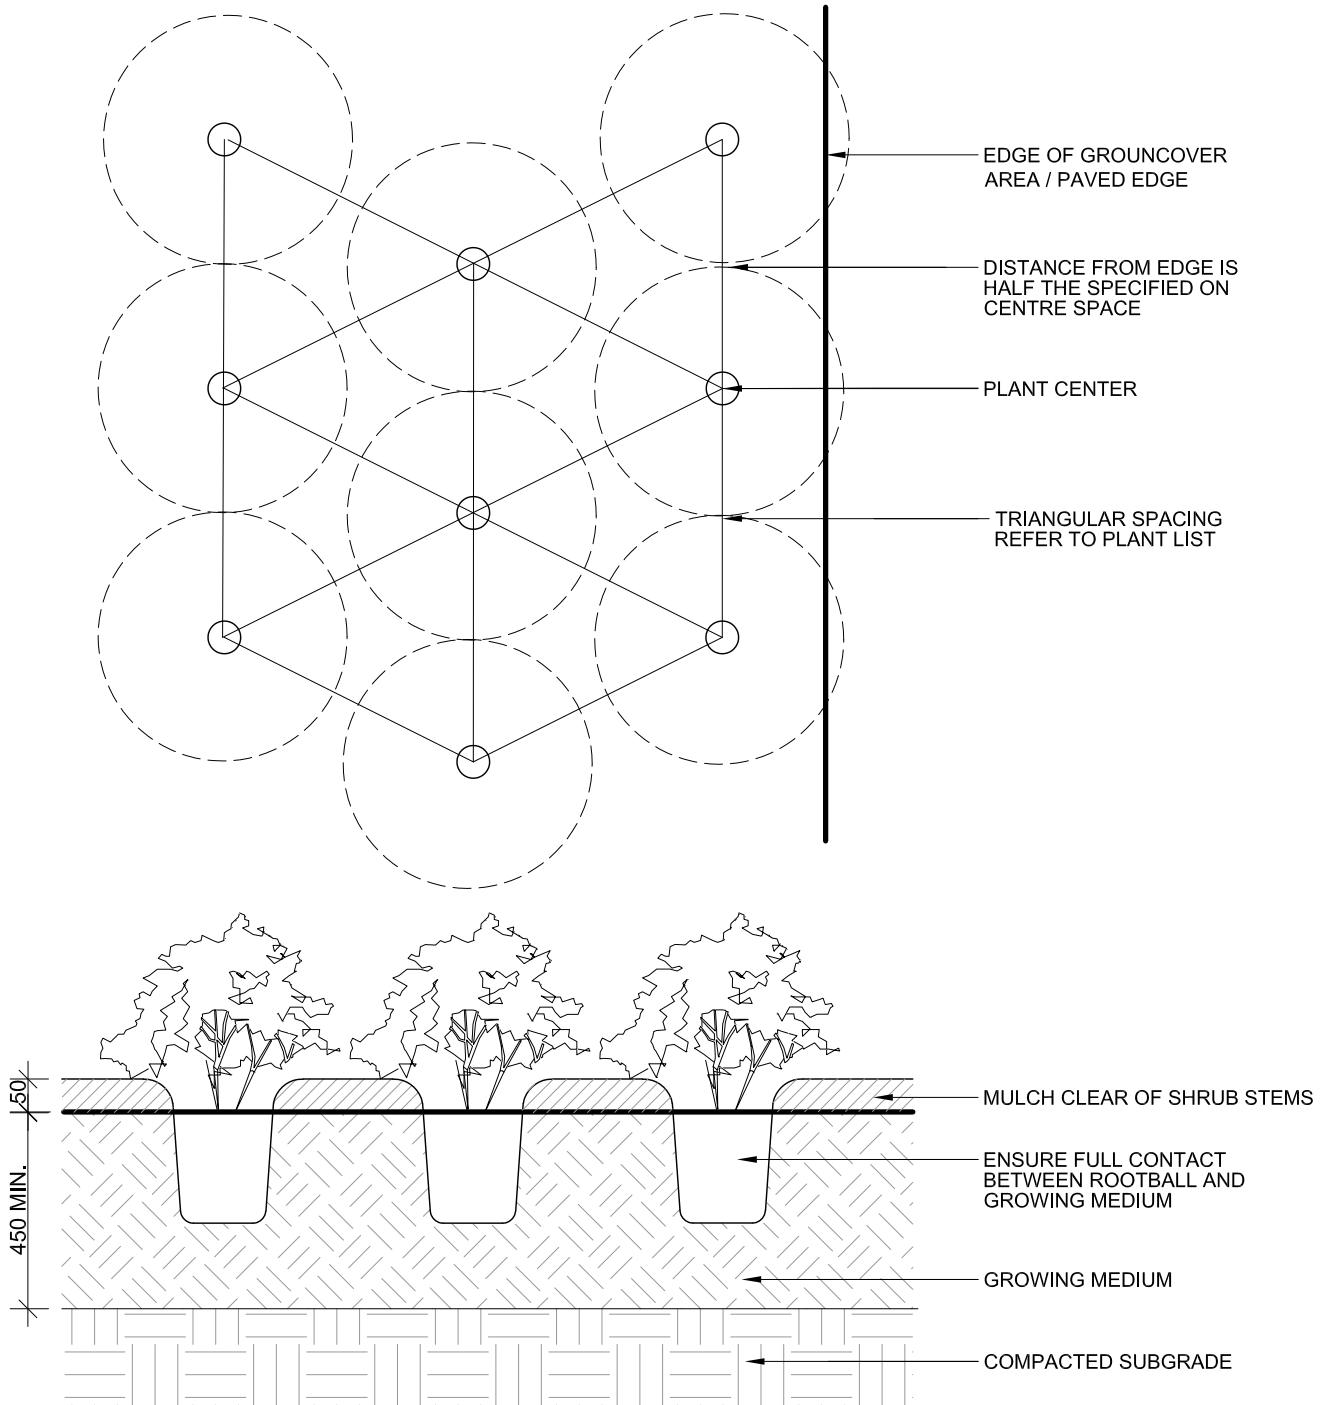 EDGE OF GROUNCOVER
AREA / PAVED EDGE
DISTANCE FROM EDGE IS
HALF THE SPECIFIED ON
CENTRE SPACE
PLANT CENTER
TRIANGULAR SPACING
REFER TO PLANT LIST
50
MULCH CLEAR OF SHRUB STEMS
450 MIN.
ENSURE FULL CONTACT
BETWEEN ROOTBALL AND
GROWING MEDIUM
GROWING MEDIUM
COMPACTED SUBGRADE